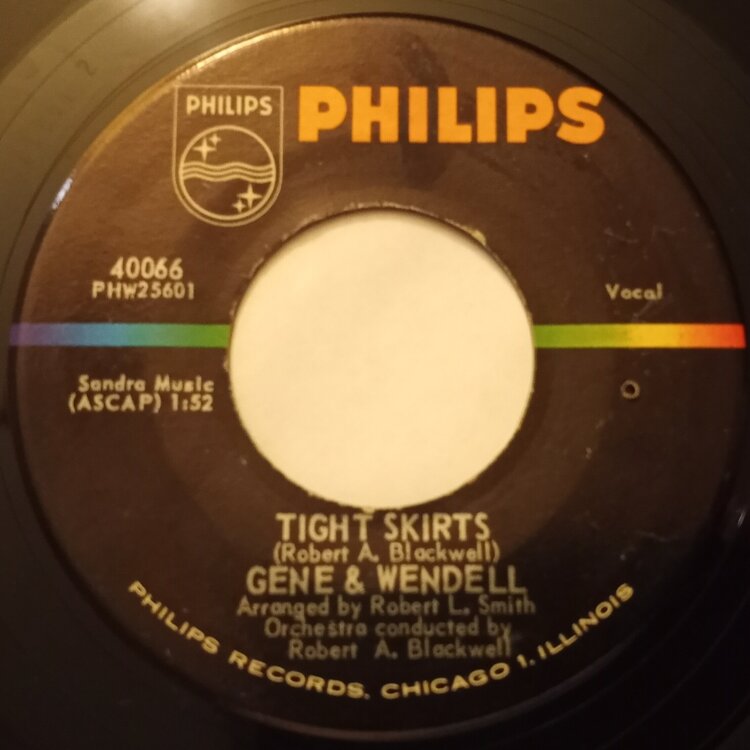 PHILIPS
PHILIPS
40066
PHW25601
Vocal
Sandra Music
(ASCAP) 1:52
TIGHT SKIRTS
(Robert A. Blackwell)
GENE & WENDELL
Arranged by Robert L. Smith
Orchestra conducted by
Robert A. Blackwell
PHILIPS RECORDS, CHICAGO 1, ILLINOIS